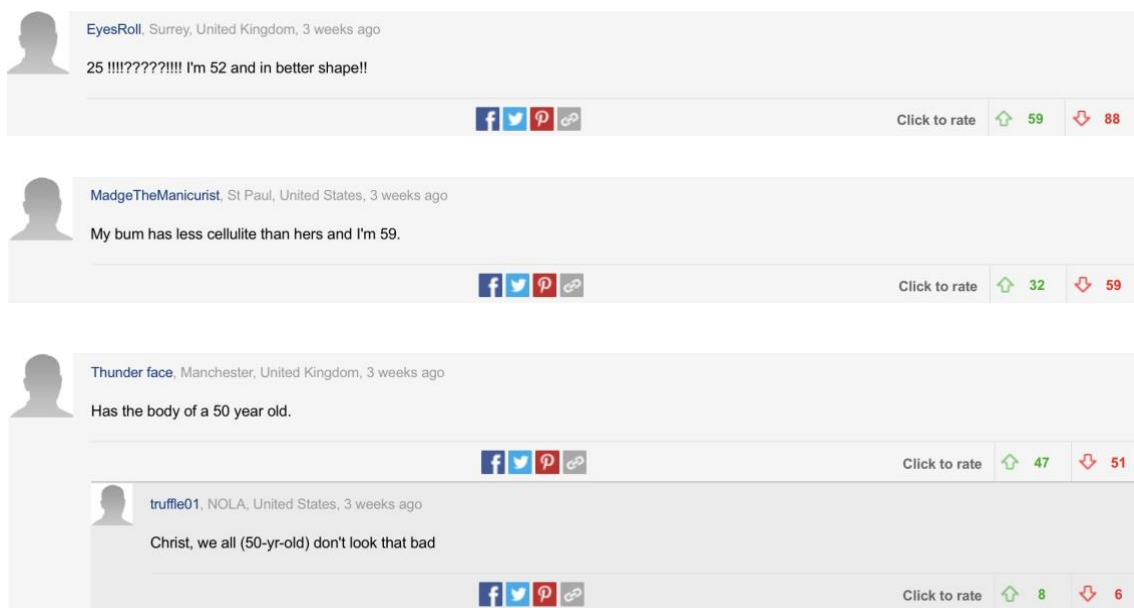 EyesRoll, Surrey, United Kingdom, 3 weeks ago
25 !!!!?????!!!! I'm 52 and in better shape!!
Click to rate 59 88
MadgeTheManicurist, St Paul, United States, 3 weeks ago
My bum has less cellulite than hers and I'm 59.
Click to rate 32 59
Thunder face, Manchester, United Kingdom, 3 weeks ago
Has the body of a 50 year old.
Click to rate 47 51
truffle01, NOLA, United States, 3 weeks ago
Christ, we all (50-yr-old) don't look that bad
Click to rate 8 6